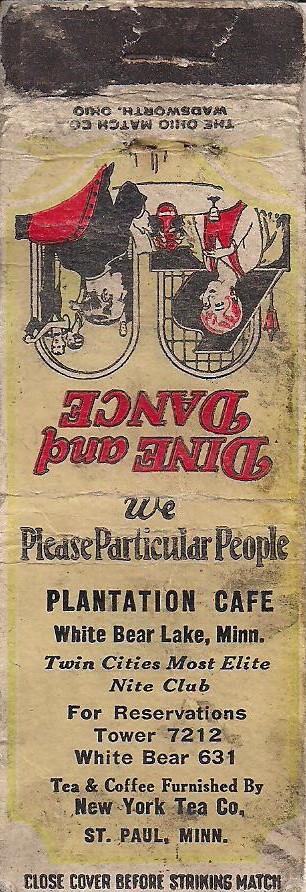 THE OHIO MATCH CO
WADSWORTH, OHIO
DINE and
DANCE
We
Please Particular People
PLANTATION CAFE
White Bear Lake, Minn.
Twin Cities Most Elite
Nite Club
For Reservations
Tower 7212
White Bear 631
Tea & Coffee Furnished By
New York Tea Co,
ST. PAUL, MINN.
CLOSE COVER BEFORE STRIKING MATCH